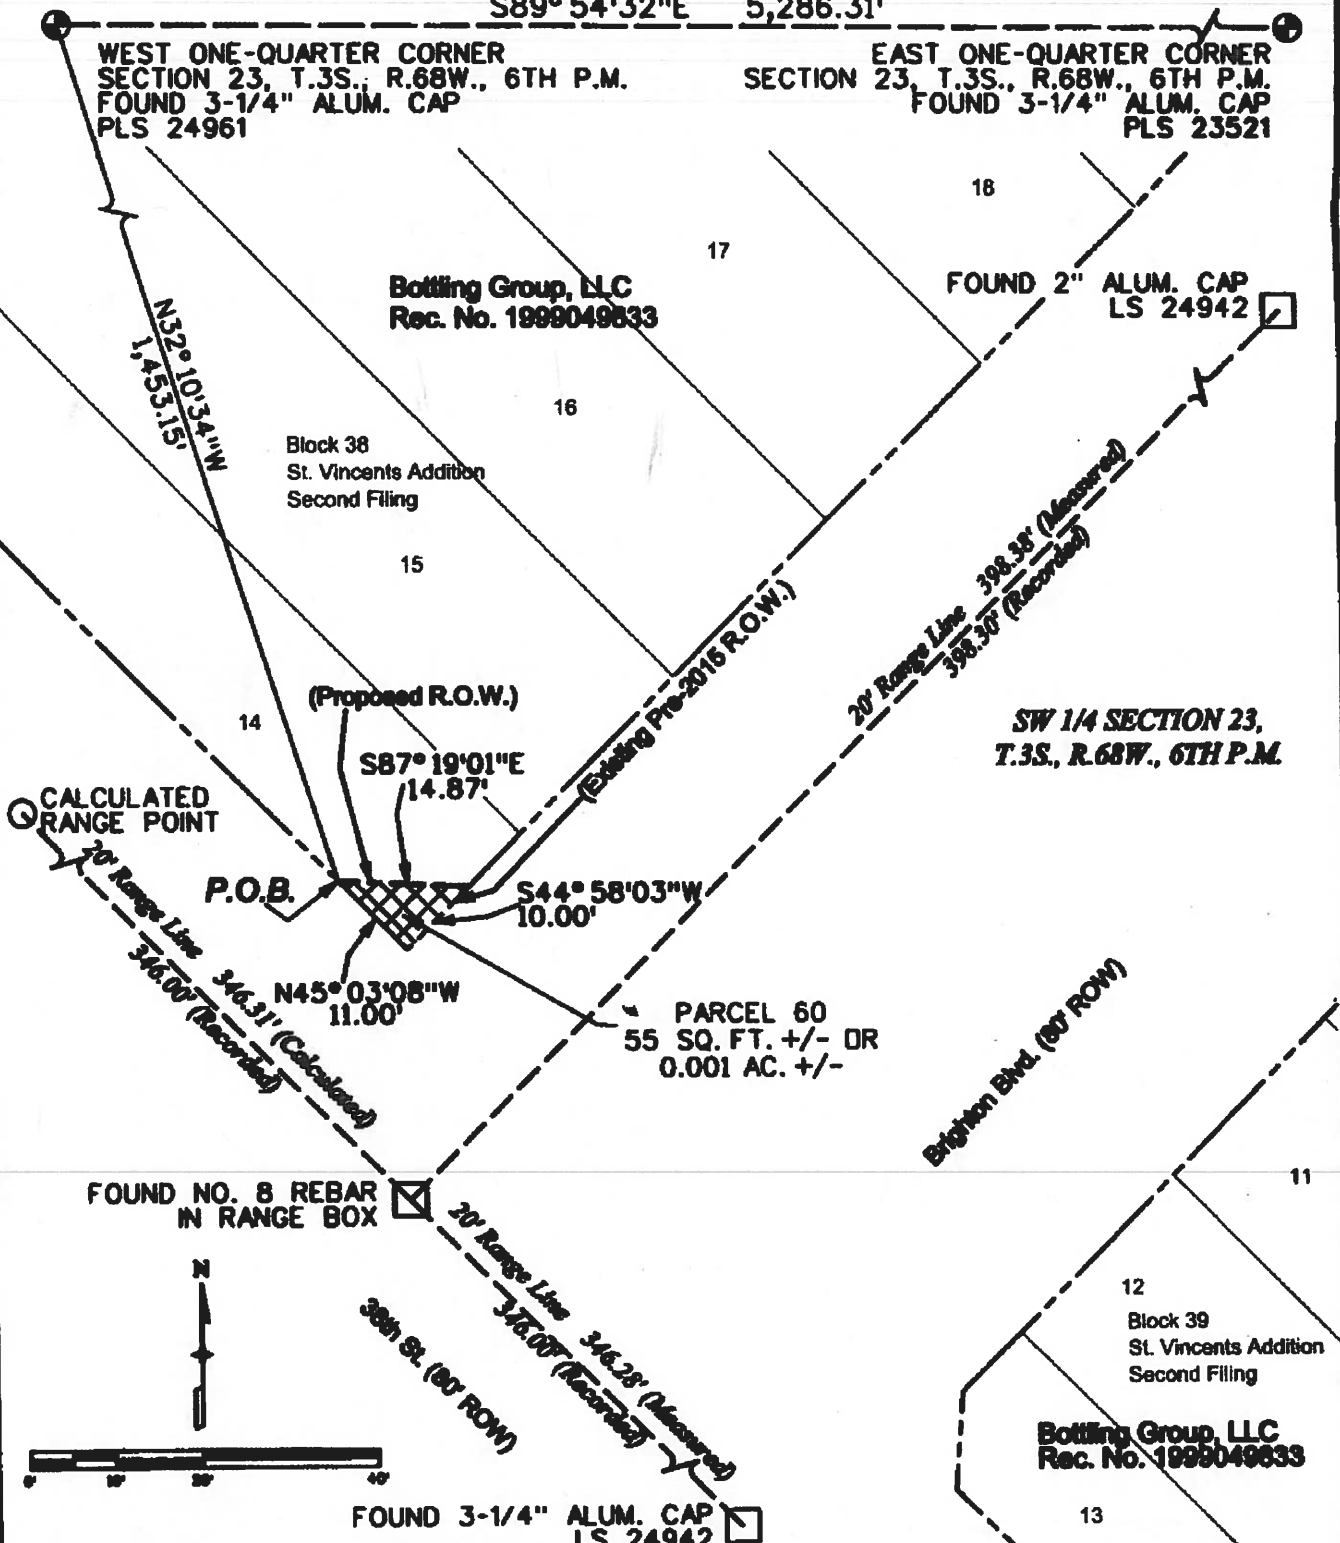 S89°54'32"E 5,286.31'
WEST ONE-QUARTER CORNER
SECTION 23, T.3S., R.68W., 6TH P.M.
FOUND 3-1/4" ALUM. CAP
PLS 24961
EAST ONE-QUARTER CORNER
SECTION 23, T.3S., R.68W., 6TH P.M.
FOUND 3-1/4" ALUM. CAP
PLS 23521
18
17
FOUND 2" ALUM. CAP
LS 24942
Bottling Group, LLC
Rec. No. 1999049833
N32°10'34"W
1,453.15'
16
Block 38
St. Vincents Addition
Second Filing
15
398.38' (Measured)
20' Range Line
398.30' (Recorded)
(Existing Pre-2015 R.O.W.)
(Proposed R.O.W.)
14
SW 1/4 SECTION 23,
T.3S., R.68W., 6TH P.M.
S87°19'01"E
14.87'
CALCULATED
RANGE POINT
P.O.B.
S44°58'03"W
10.00'
20' Range Line 346.31' (Calculated)
346.00' (Recorded)
N45°03'08"W
11.00'
PARCEL 60
55 SQ. FT. +/- OR
0.001 AC. +/-
Brighton Blvd. (80' ROW)
11
FOUND NO. 8 REBAR
IN RANGE BOX
20' Range Line 346.28' (Measured)
346.00' (Recorded)
N
38th St. (80' ROW)
12
Block 39
St. Vincents Addition
Second Filing
Bottling Group, LLC
Rec. No. 1999049833
0' 10' 20' 40'
13
FOUND 3-1/4" ALUM. CAP
LS 24942